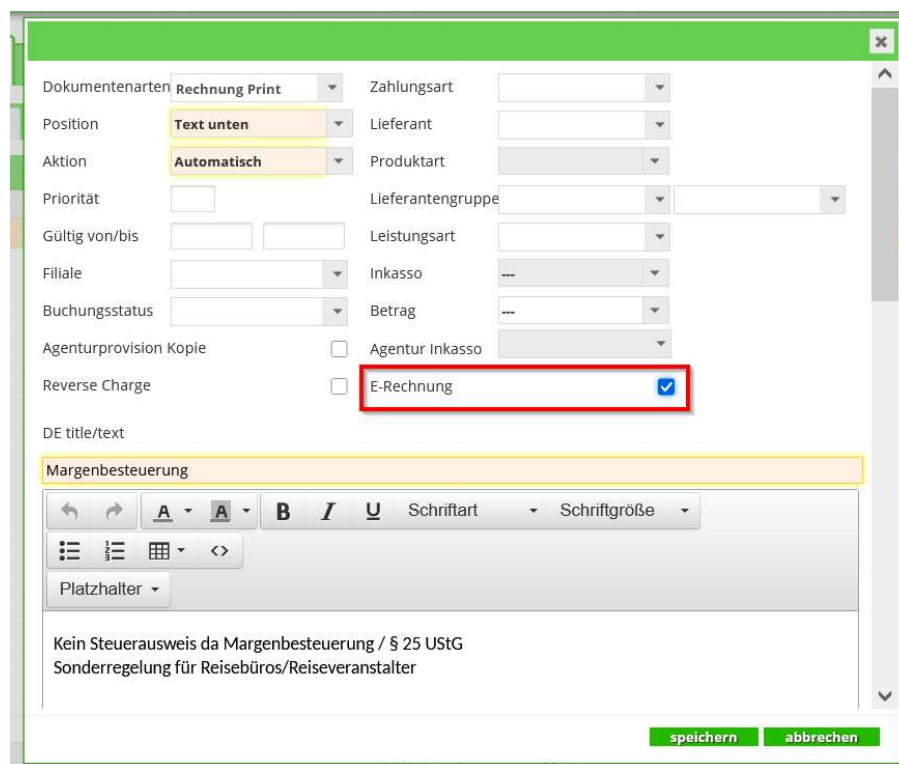 Dokumentenarten Rechnung Print Zahlungsart
Position Text unten Lieferant
Aktion Automatisch Produktart
Priorität Lieferantengruppe
Gültig von/bis Leistungsart
Filiale Inkasso ---
Buchungsstatus Betrag ---
Agenturprovision Kopie Agentur Inkasso
Reverse Charge E-Rechnung
DE title/text
Margenbesteuerung
A A B I U Schriftart Schriftgröße
Platzhalter
Kein Steuerausweis da Margenbesteuerung / § 25 UStG
Sonderregelung für Reisebüros/Reiseveranstalter
speichern abbrechen